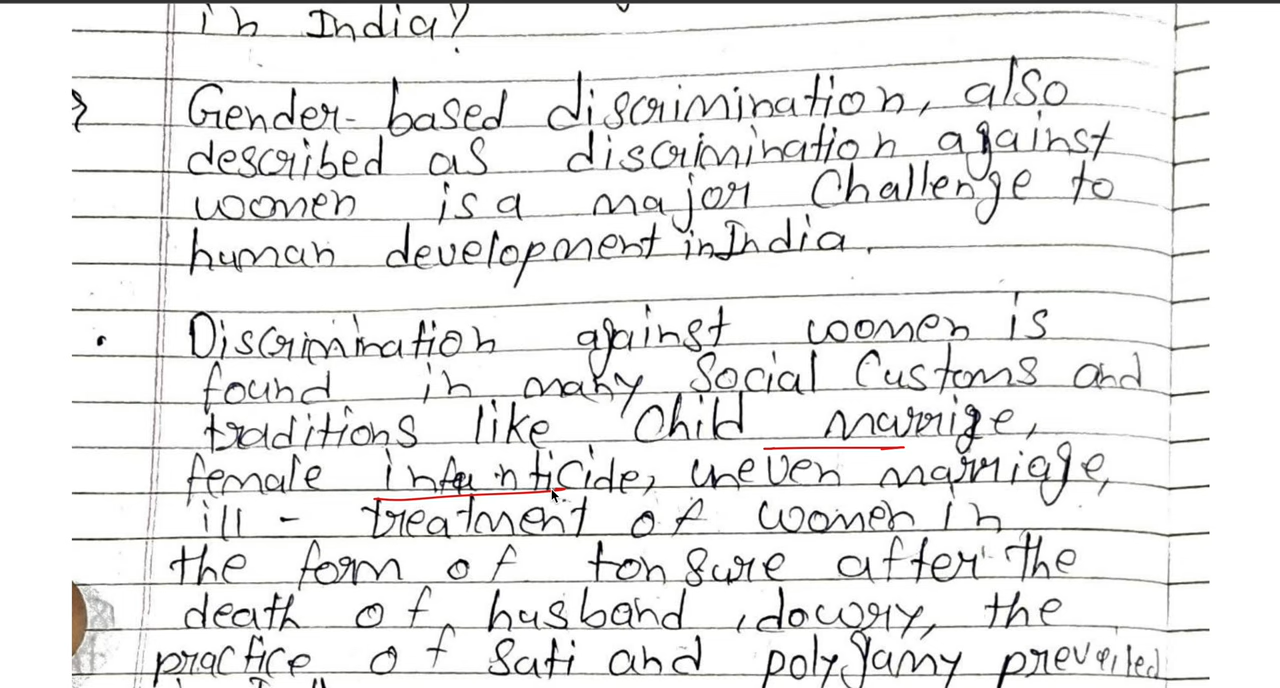 in India?
Gender-based discrimination, also
described as discrimination against
women is a major Challenge to
human development in India.
• Discrimination against women is
found in many Social Customs and
traditions like Child marrige,
female infanticide, uneven marriage,
ill-treatment of women in
the form of tonsure after the
death of husband, dowry, the
practice of Sati and polygamy prevailed